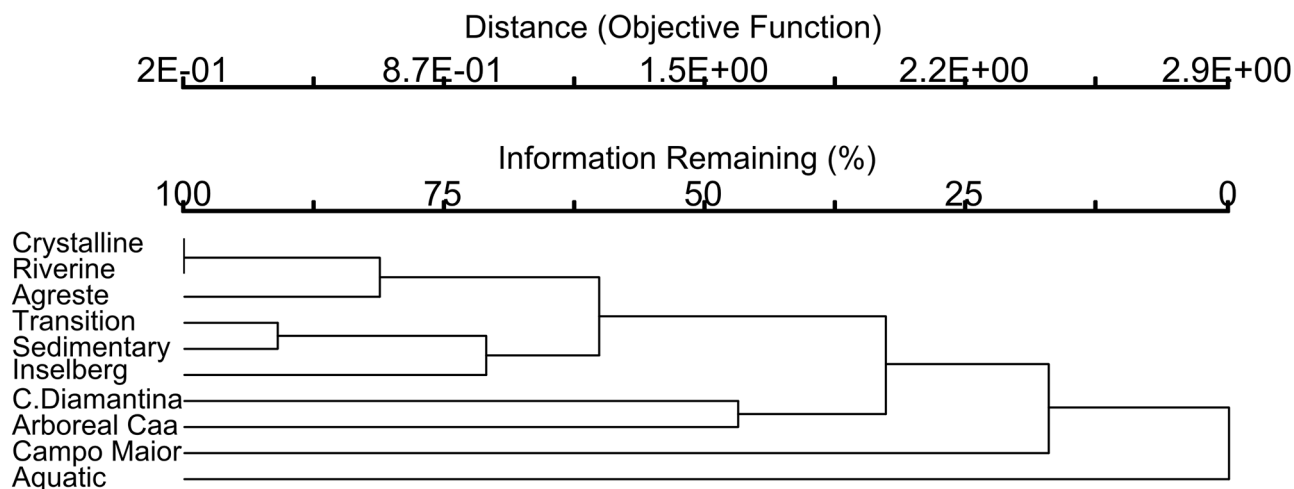 Distance (Objective Function)
2E-01 8.7E-01 1.5E+00 2.2E+00 2.9E+00
Information Remaining (%)
100 75 50 25 0
Crystalline
Riverine
Agreste
Transition
Sedimentary
Inselberg
C.Diamantina
Arboreal Caa
Campo Maior
Aquatic